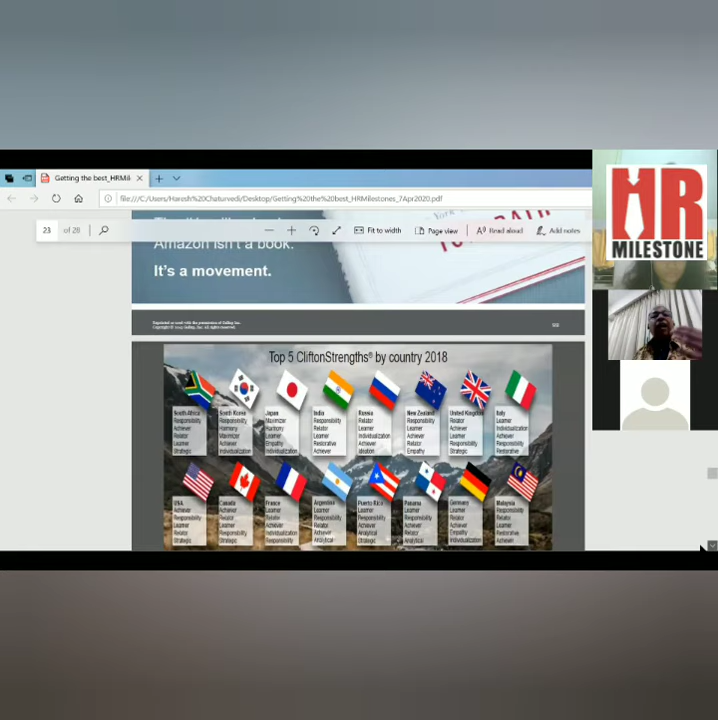 Getting the best_HRMil
file:///C:/Users/Haresh%20Chaturvedi/Desktop/Getting%20the%20best_HRMilestones_7Apr2020.pdf
HR
MILESTONE
23 of 28
Fit to width
Page view
Read aloud
Add notes
Amazon isn't a book.
It's a movement.
Top 5 CliftonStrengths® by country 2018
South Africa
Responsibility
Achiever
Relator
Learner
Strategic
South Korea
Responsibility
Harmony
Maximizer
Achiever
Individualization
Japan
Maximizer
Harmony
Learner
Empathy
Individualization
India
Responsibility
Relator
Learner
Restorative
Achiever
Russia
Relator
Learner
Individualization
Achiever
Ideation
New Zealand
Responsibility
Learner
Achiever
Relator
Empathy
United Kingdom
Relator
Achiever
Learner
Responsibility
Strategic
Italy
Learner
Individualization
Achiever
Responsibility
Restorative
USA
Achiever
Responsibility
Learner
Relator
Strategic
Canada
Achiever
Relator
Learner
Responsibility
Strategic
France
Learner
Relator
Achiever
Individualization
Responsibility
Argentina
Learner
Responsibility
Relator
Achiever
Analytical
Puerto Rico
Learner
Responsibility
Achiever
Analytical
Strategic
Panama
Learner
Responsibility
Achiever
Relator
Analytical
Germany
Learner
Relator
Achiever
Empathy
Individualization
Malaysia
Responsibility
Learner
Relator
Restorative
Achiever